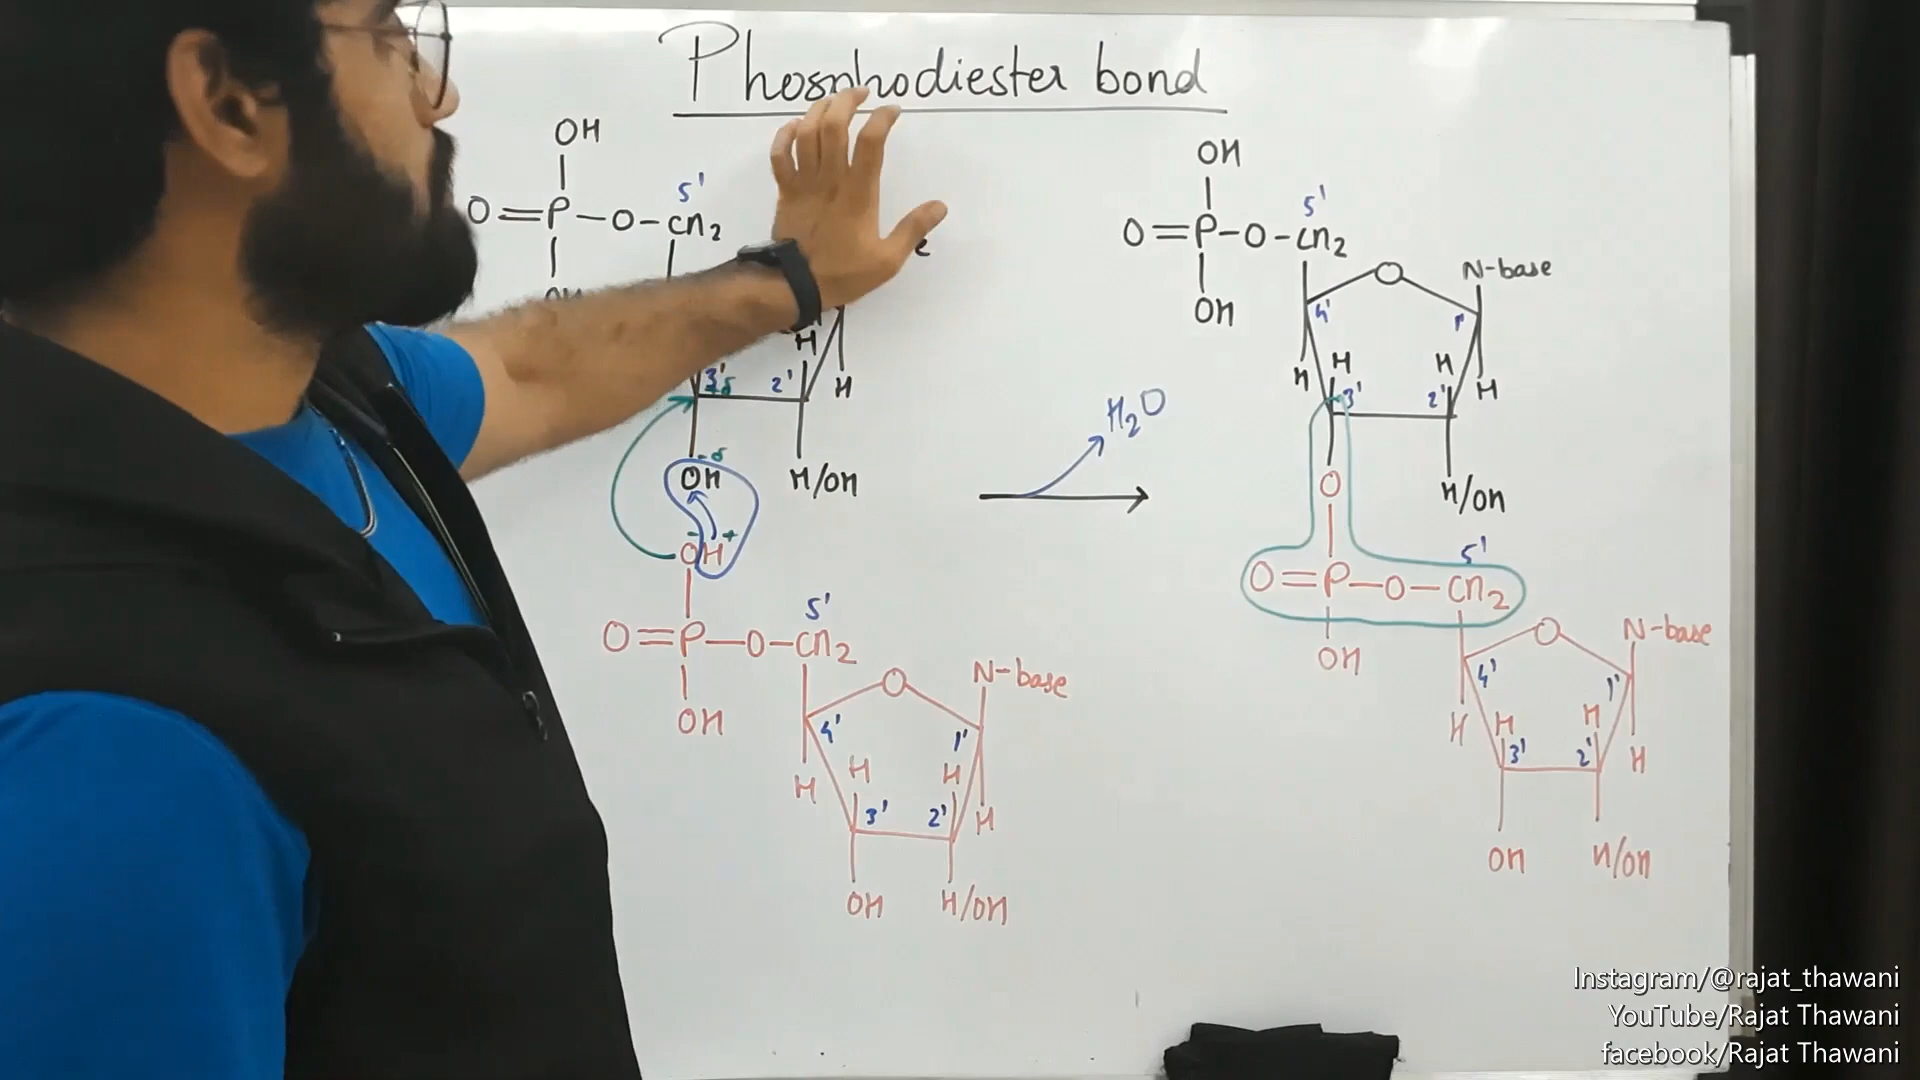 Phosphodiester bond
OH
O=P-O-CH2
5'
OH
3'
+δ
2'
H
H
-δ
OH
H/OH
- +
OH
5'
O=P-O-CH2
OH
O
N-base
4'
1'
H
H
H
3'
2'
H
OH
H/OH
H2O
OH
5'
O=P-O-CH2
OH
O
N-base
4'
1'
H
H
H
H
3'
2'
O
H/OH
5'
O=P-O-CH2
OH
O
N-base
4'
1'
H
H
H
3'
2'
H
OH
H/OH
Instagram/@rajat_thawani
YouTube/Rajat Thawani
facebook/Rajat Thawani